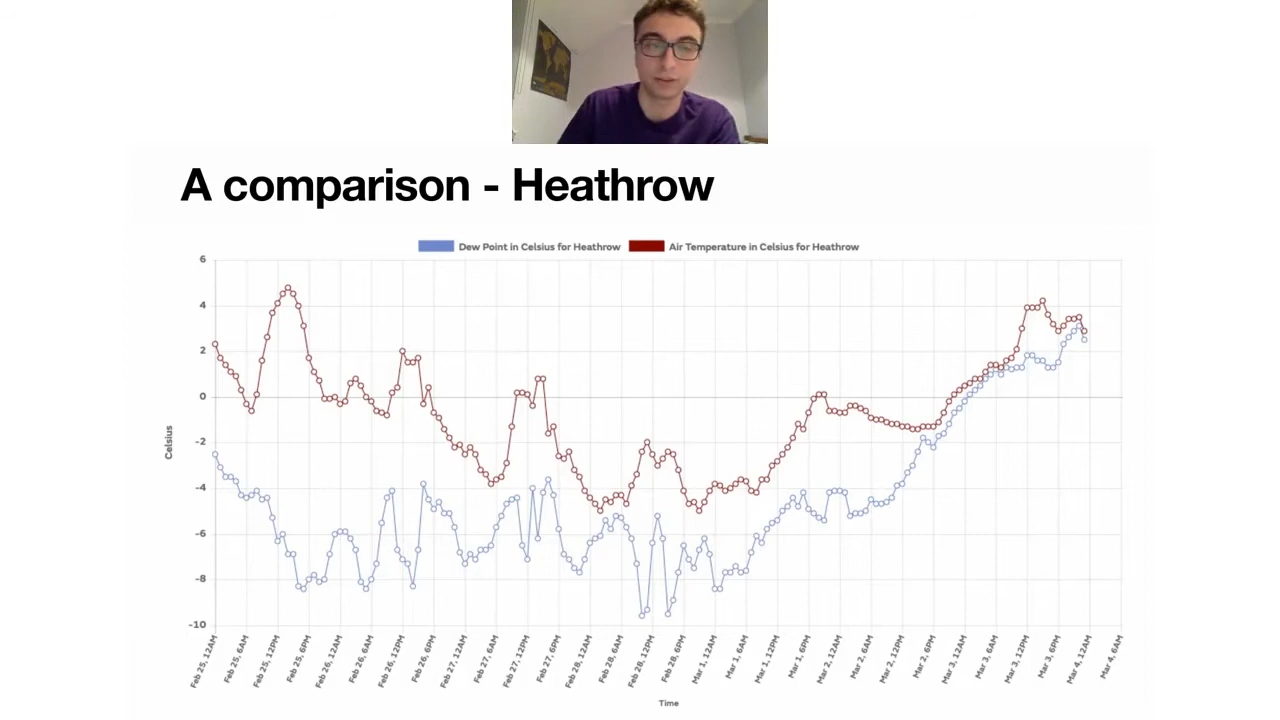 A comparison - Heathrow
Dew Point in Celsius for Heathrow
Air Temperature in Celsius for Heathrow
6
4
2
0
-2
-4
-6
-8
-10
Celsius
Feb 25, 12AM
Feb 25, 6AM
Feb 25, 12PM
Feb 25, 6PM
Feb 26, 12AM
Feb 26, 6AM
Feb 26, 12PM
Feb 26, 6PM
Feb 27, 12AM
Feb 27, 6AM
Feb 27, 12PM
Feb 27, 6PM
Feb 28, 12AM
Feb 28, 6AM
Feb 28, 12PM
Feb 28, 6PM
Mar 1, 12AM
Mar 1, 6AM
Mar 1, 12PM
Mar 1, 6PM
Mar 2, 12AM
Mar 2, 6AM
Mar 2, 12PM
Mar 2, 6PM
Mar 3, 12AM
Mar 3, 6AM
Mar 3, 12PM
Mar 3, 6PM
Mar 4, 12AM
Mar 4, 6AM
Time